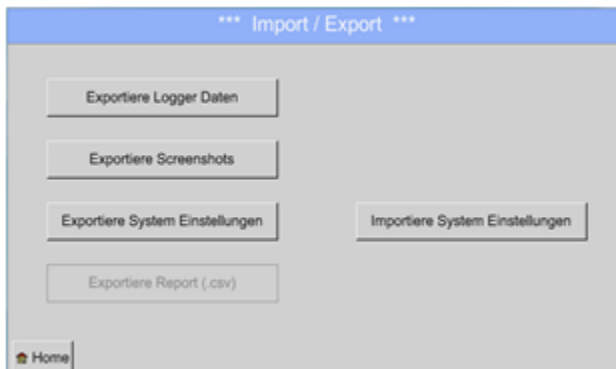 *** Import / Export ***
Exportiere Logger Daten
Exportiere Screenshots
Exportiere System Einstellungen
Importiere System Einstellungen
Exportiere Report (.csv)
Home